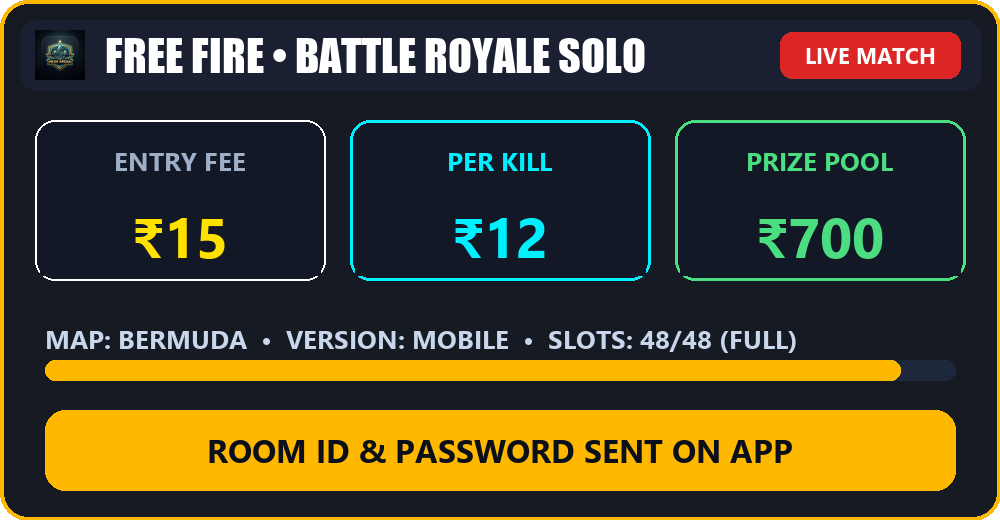 FREE FIRE • BATTLE ROYALE SOLO
LIVE MATCH
ENTRY FEE
PER KILL
PRIZE POOL
₹15
₹12
₹700
MAP: BERMUDA • VERSION: MOBILE • SLOTS: 48/48 (FULL)
ROOM ID & PASSWORD SENT ON APP